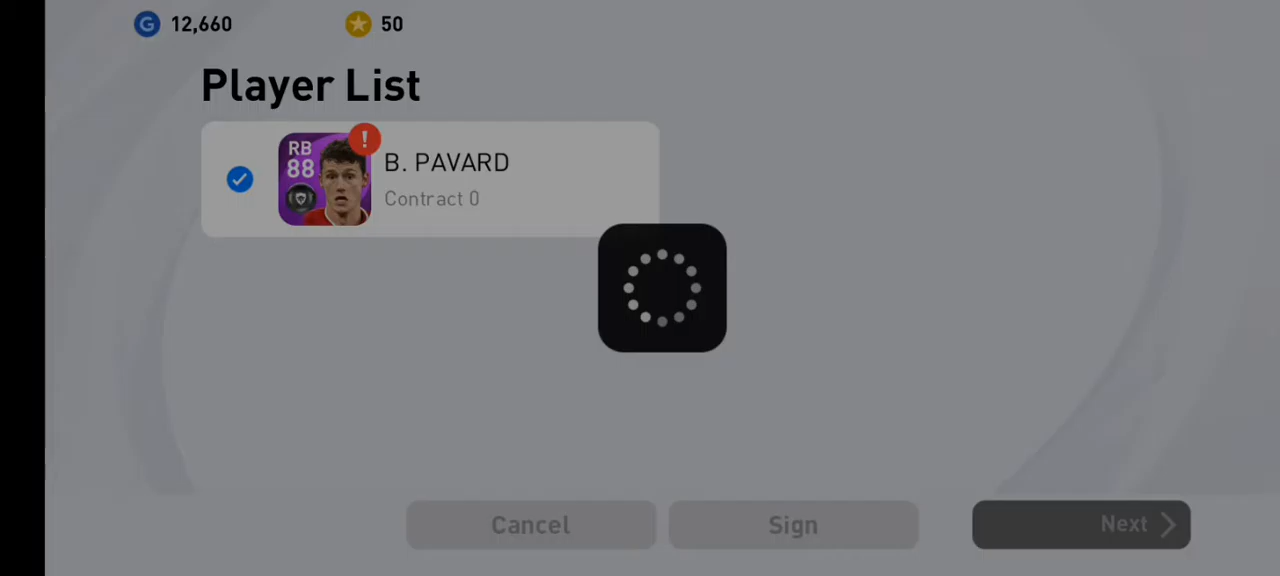 G 12,660 50
Player List
RB
88
!
B. PAVARD
Contract 0
Cancel Sign Next